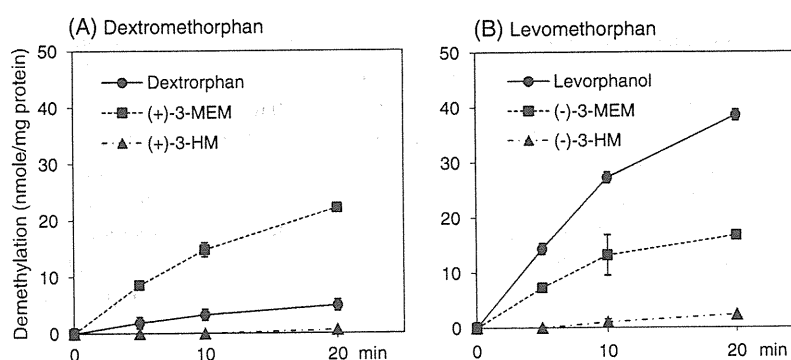 (A) Dextromethorphan
Demethylation (nmole/mg protein)
50
40
30
20
10
0
Dextrorphan
(+)-3-MEM
(+)-3-HM
0 10 20 min
(B) Levomethorphan
50
40
30
20
10
0
Levorphanol
(-)-3-MEM
(-)-3-HM
0 10 20 min